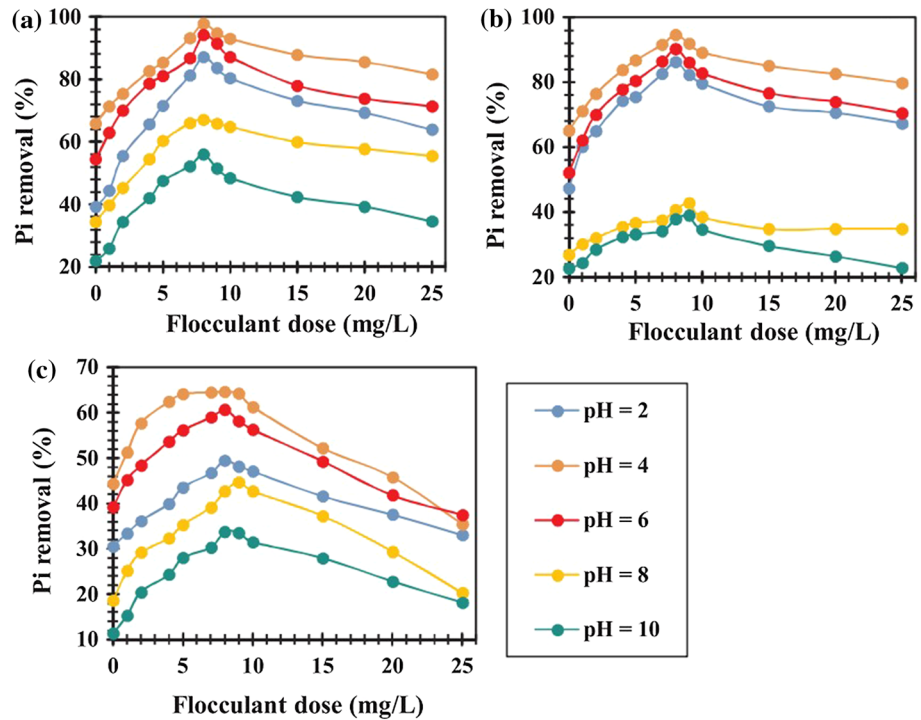 (a)
Pi removal (%)
100
80
60
40
20
0 5 10 15 20 25
Flocculant dose (mg/L)
(b)
Pi removal (%)
100
80
60
40
20
0 5 10 15 20 25
Flocculant dose (mg/L)
(c)
Pi removal (%)
70
60
50
40
30
20
10
0 5 10 15 20 25
Flocculant dose (mg/L)
pH = 2
pH = 4
pH = 6
pH = 8
pH = 10